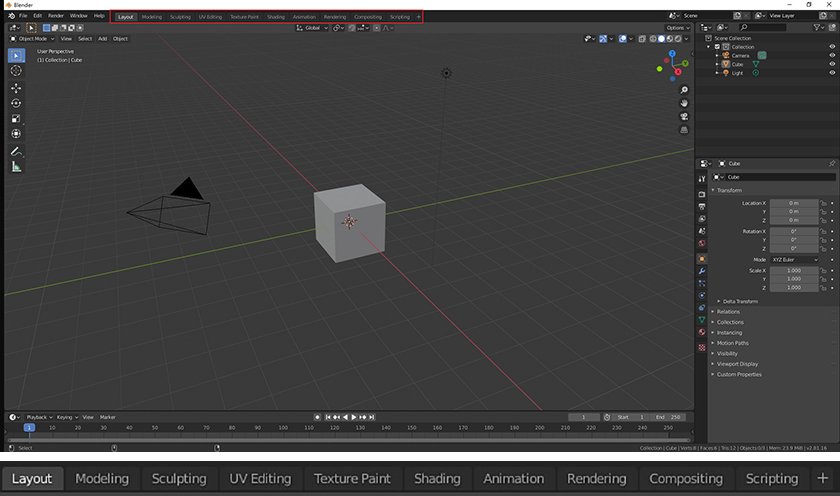 Blender
File Edit Render Window Help Layout Modeling Sculpting UV Editing Texture Paint Shading Animation Rendering Compositing Scripting + Scene View Layer
Global Options
Object Mode View Select Add Object
User Perspective
(1) Collection | Cube
Scene Collection
Collection
Camera
Cube
Light
Cube
Cube
Transform
Location X 0 m
Y 0 m
Z 0 m
Rotation X 0°
Y 0°
Z 0°
Mode XYZ Euler
Scale X 1.000
Y 1.000
Z 1.000
Delta Transform
Relations
Collections
Instancing
Motion Paths
Visibility
Viewport Display
Custom Properties
Playback Keying View Marker 1 Start 1 End 250
1 10 20 30 40 50 60 70 80 90 100 110 120 130 140 150 160 170 180 190 200 210 220 230 240 250
Select Collection | Cube | Verts:8 | Faces:6 | Tris:12 | Objects:0/3 | Mem: 23.9 MiB | v2.81.16
Layout Modeling Sculpting UV Editing Texture Paint Shading Animation Rendering Compositing Scripting +